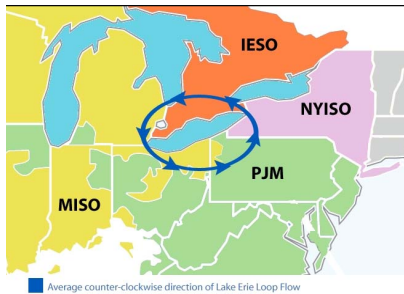 IESO
NYISO
PJM
MISO
Average counter-clockwise direction of Lake Erie Loop Flow